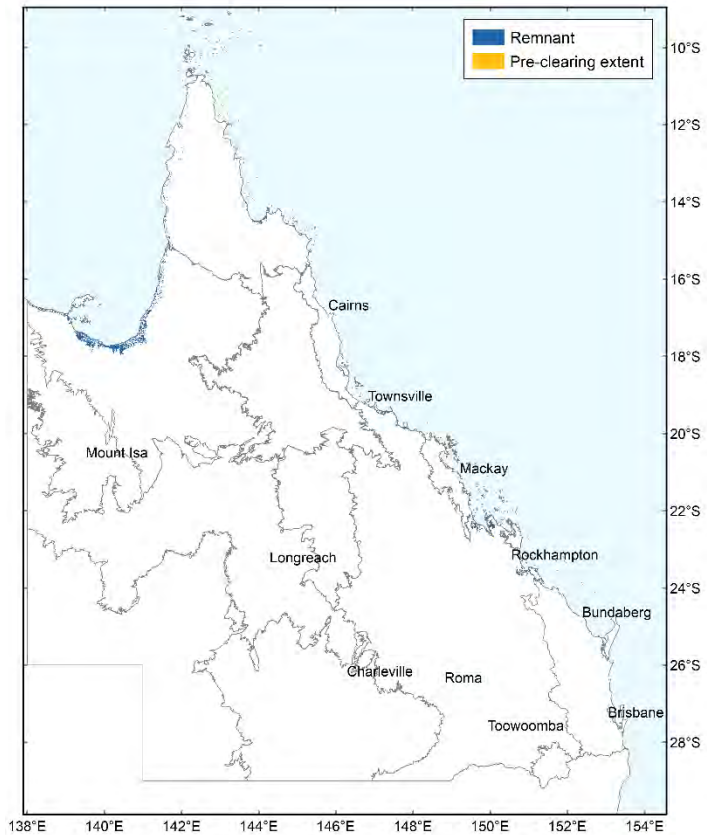 Remnant
Pre-clearing extent
10°S
12°S
14°S
16°S
Cairns
18°S
Townsville
20°S
Mount Isa
Mackay
22°S
Longreach
Rockhampton
24°S
Bundaberg
Charleville
Roma
26°S
Toowoomba
Brisbane
28°S
138°E 140°E 142°E 144°E 146°E 148°E 150°E 152°E 154°E